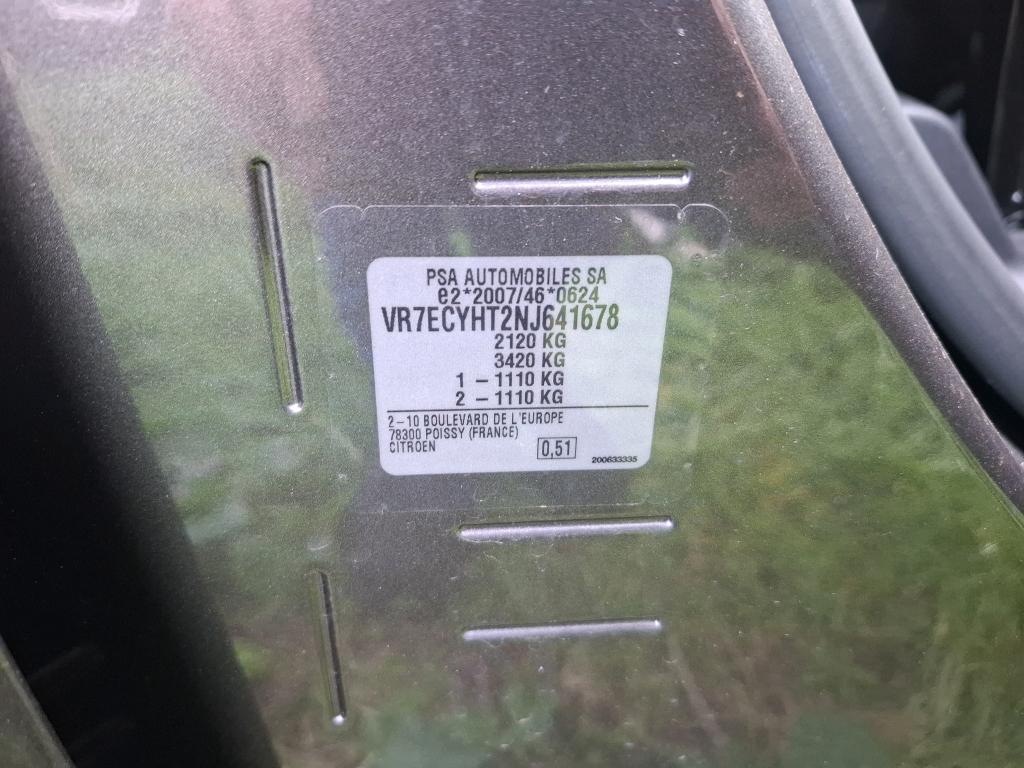 PSA AUTOMOBILES SA
e2*2007/46*0624
VR7ECYHT2NJ641678
2120 KG
3420 KG
1 – 1110 KG
2 – 1110 KG
2–10 BOULEVARD DE L'EUROPE
78300 POISSY (FRANCE)
CITROEN
0,51
200633335